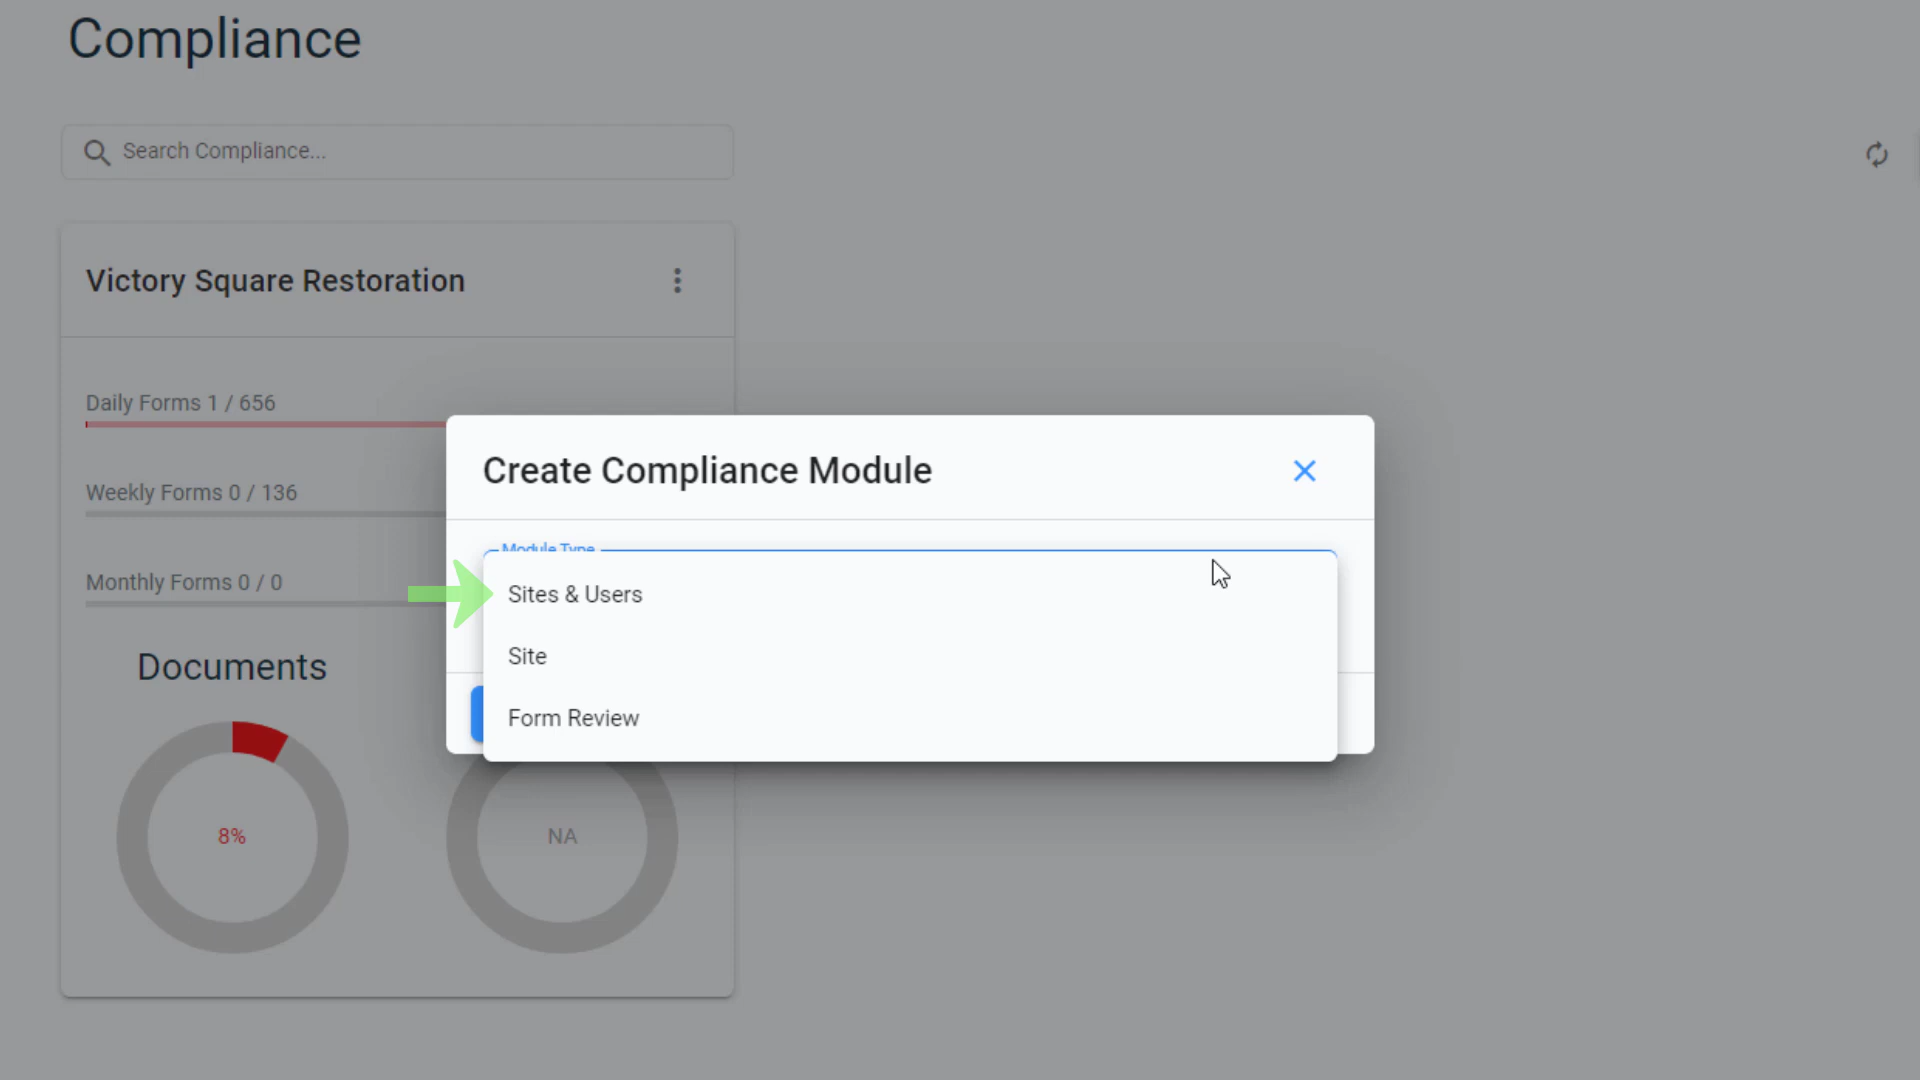 Compliance
Search Compliance...
Victory Square Restoration
Daily Forms 1 / 656
Weekly Forms 0 / 136
Monthly Forms 0 / 0
Documents
8%
NA
Create Compliance Module
Module Type
Sites & Users
Site
Form Review